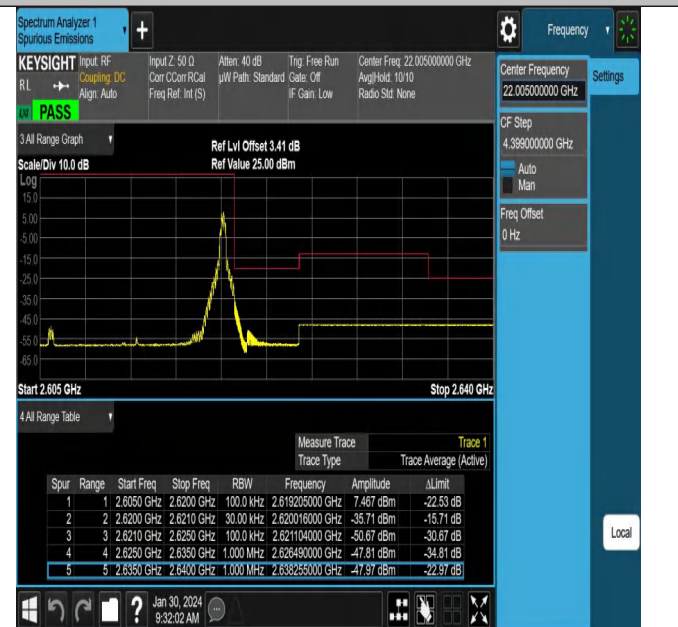 Spectrum Analyzer 1
Spurious Emissions
Frequency
KEYSIGHT Input: RF
R L
Coupling: DC
Align: Auto
Input Z: 50 Ω
Corr CCorr RCal
Freq Ref: Int (S)
Atten: 40 dB
µW Path: Standard
Trig: Free Run
Gate: Off
IF Gain: Low
Center Freq: 22.005000000 GHz
Avg|Hold: 10/10
Radio Std: None
PASS
Center Frequency
22.005000000 GHz
Settings
CF Step
4.399000000 GHz
Auto
Man
Freq Offset
0 Hz
3 All Range Graph
Ref Lvl Offset 3.41 dB
Scale/Div 10.0 dB
Ref Value 25.00 dBm
Log
15.0
5.00
-5.00
-15.0
-25.0
-35.0
-45.0
-55.0
-65.0
Start 2.605 GHz
Stop 2.640 GHz
4 All Range Table
Measure Trace Trace 1
Trace Type Trace Average (Active)
Spur Range Start Freq Stop Freq RBW Frequency Amplitude ΔLimit
1 1 2.6050 GHz 2.6200 GHz 100.0 kHz 2.619205000 GHz 7.467 dBm -22.53 dB
2 2 2.6200 GHz 2.6210 GHz 30.00 kHz 2.620016000 GHz -35.71 dBm -15.71 dB
3 3 2.6210 GHz 2.6250 GHz 100.0 kHz 2.621104000 GHz -50.67 dBm -30.67 dB
4 4 2.6250 GHz 2.6350 GHz 1.000 MHz 2.626490000 GHz -47.81 dBm -34.81 dB
5 5 2.6350 GHz 2.6400 GHz 1.000 MHz 2.638255000 GHz -47.97 dBm -22.97 dB
Local
Jan 30, 2024
9:32:02 AM